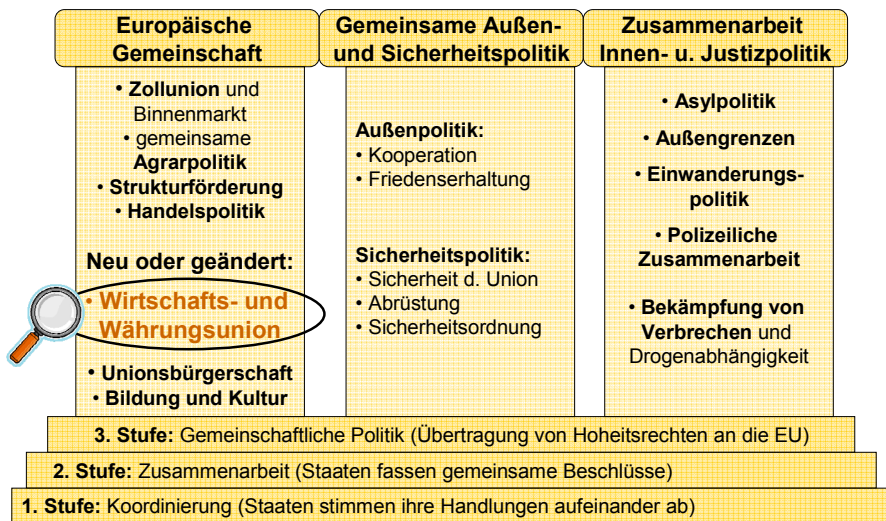 Europäische
Gemeinschaft
• Zollunion und
Binnenmarkt
• gemeinsame
Agrarpolitik
• Strukturförderung
• Handelspolitik
Neu oder geändert:
• Wirtschafts- und
Währungsunion
• Unionsbürgerschaft
• Bildung und Kultur
Gemeinsame Außen-
und Sicherheitspolitik
Außenpolitik:
• Kooperation
• Friedenserhaltung
Sicherheitspolitik:
• Sicherheit d. Union
• Abrüstung
• Sicherheitsordnung
Zusammenarbeit
Innen- u. Justizpolitik
• Asylpolitik
• Außengrenzen
• Einwanderungs-
politik
• Polizeiliche
Zusammenarbeit
• Bekämpfung von
Verbrechen und
Drogenabhängigkeit
3. Stufe: Gemeinschaftliche Politik (Übertragung von Hoheitsrechten an die EU)
2. Stufe: Zusammenarbeit (Staaten fassen gemeinsame Beschlüsse)
1. Stufe: Koordinierung (Staaten stimmen ihre Handlungen aufeinander ab)